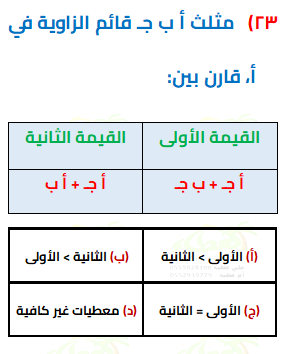 ٢٣) مثلث أ ب جـ قائم الزاوية في
أ، قارن بين:
القيمة الأولى القيمة الثانية
أ جـ + ب جـ أ جـ + أ ب
(أ) الأولى > الثانية (ب) الثانية > الأولى
(ج) الأولى = الثانية (د) معطيات غير كافية